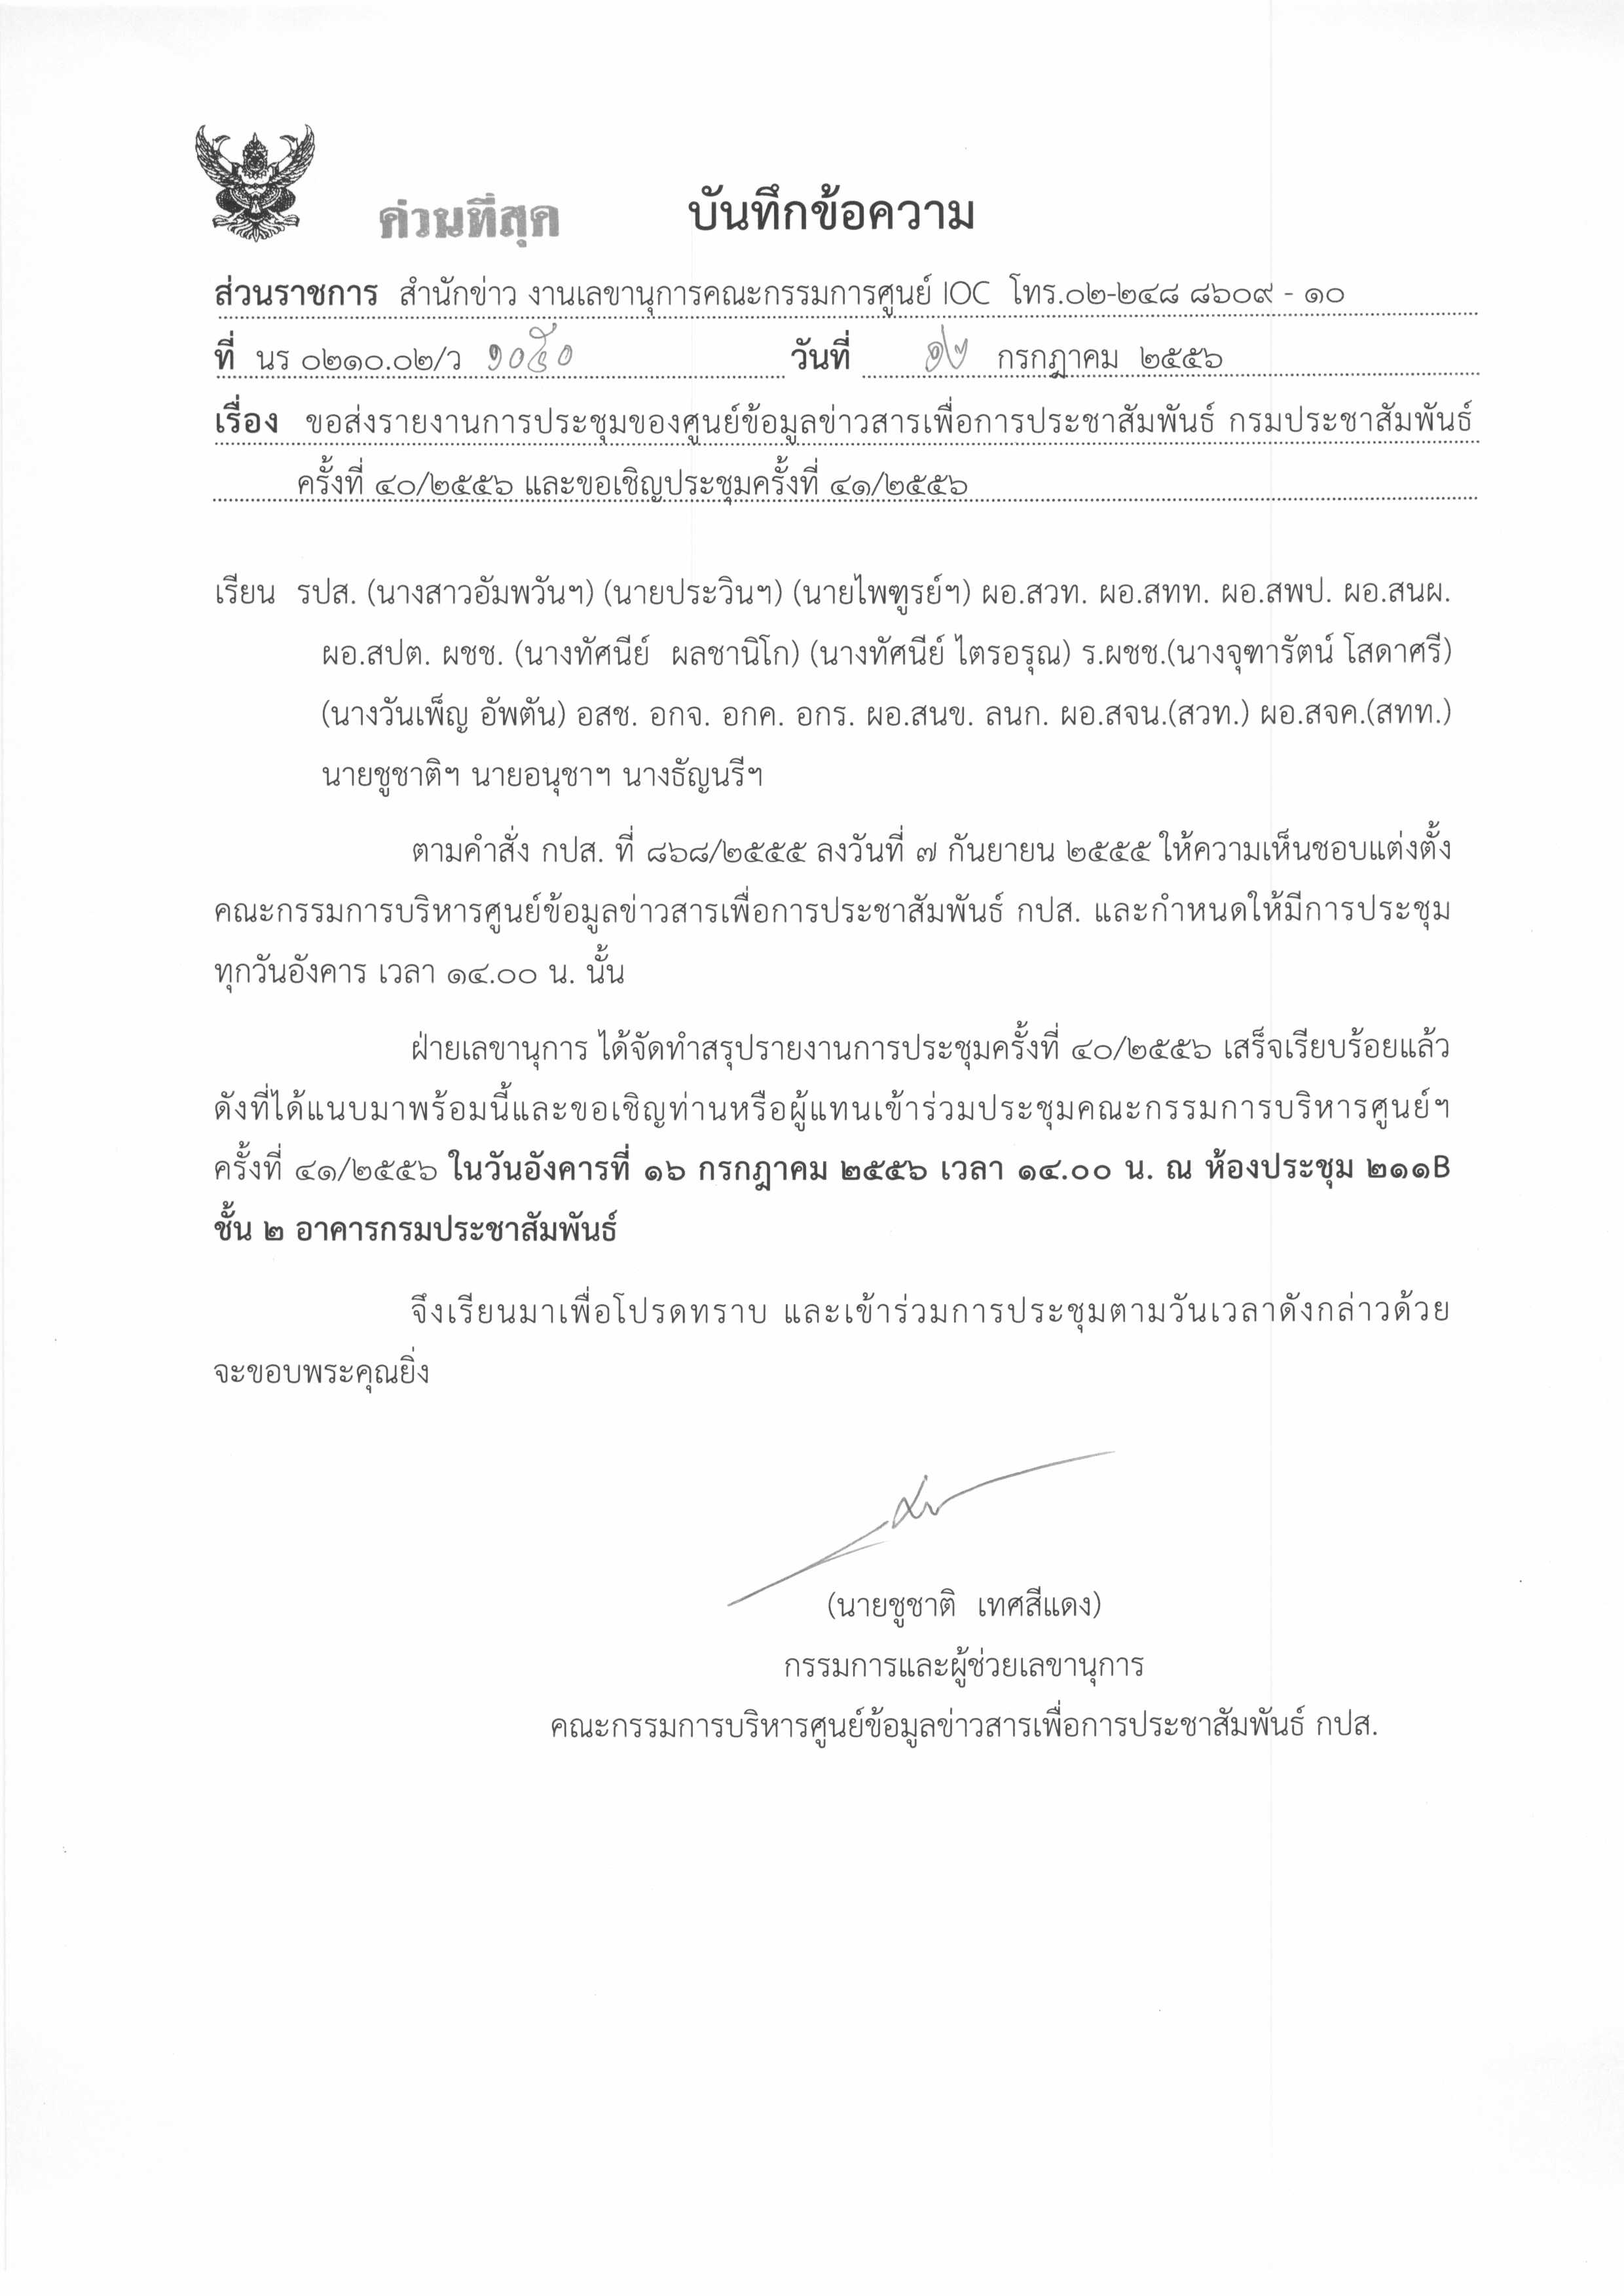 ด่วนที่สุด บันทึกข้อความ
ส่วนราชการ สำนักข่าว งานเลขานุการคณะกรรมการศูนย์ IOC โทร.๐๒-๒๔๘ ๘๖๐๙ - ๑๐
ที่ นร ๐๒๑๐.๐๒/ว ๑๐๕๐ วันที่ ๑๒ กรกฎาคม ๒๕๕๖
เรื่อง ขอส่งรายงานการประชุมของศูนย์ข้อมูลข่าวสารเพื่อการประชาสัมพันธ์ กรมประชาสัมพันธ์
ครั้งที่ ๔๐/๒๕๕๖ และขอเชิญประชุมครั้งที่ ๔๑/๒๕๕๖
เรียน รปส. (นางสาวอัมพวันฯ) (นายประวินฯ) (นายไพฑูรย์ฯ) ผอ.สวท. ผอ.สทท. ผอ.สพป. ผอ.สนผ.
ผอ.สปต. ผชช. (นางทัศนีย์ ผลชานิโก) (นางทัศนีย์ ไตรอรุณ) ร.ผชช.(นางจุฑารัตน์ โสดาศรี)
(นางวันเพ็ญ อัพตัน) อสช. อกจ. อกค. อกร. ผอ.สนข. ลนก. ผอ.สจน.(สวท.) ผอ.สจค.(สทท.)
นายชูชาติฯ นายอนุชาฯ นางธัญนรีฯ
ตามคำสั่ง กปส. ที่ ๘๖๘/๒๕๕๕ ลงวันที่ ๗ กันยายน ๒๕๕๕ ให้ความเห็นชอบแต่งตั้ง
คณะกรรมการบริหารศูนย์ข้อมูลข่าวสารเพื่อการประชาสัมพันธ์ กปส. และกำหนดให้มีการประชุม
ทุกวันอังคาร เวลา ๑๔.๐๐ น. นั้น
ฝ่ายเลขานุการ ได้จัดทำสรุปรายงานการประชุมครั้งที่ ๔๐/๒๕๕๖ เสร็จเรียบร้อยแล้ว
ดังที่ได้แนบมาพร้อมนี้และขอเชิญท่านหรือผู้แทนเข้าร่วมประชุมคณะกรรมการบริหารศูนย์ฯ
ครั้งที่ ๔๑/๒๕๕๖ ในวันอังคารที่ ๑๖ กรกฎาคม ๒๕๕๖ เวลา ๑๔.๐๐ น. ณ ห้องประชุม ๒๑๑B
ชั้น ๒ อาคารกรมประชาสัมพันธ์
จึงเรียนมาเพื่อโปรดทราบ และเข้าร่วมการประชุมตามวันเวลาดังกล่าวด้วย
จะขอบพระคุณยิ่ง
(นายชูชาติ เทศสีแดง)
กรรมการและผู้ช่วยเลขานุการ
คณะกรรมการบริหารศูนย์ข้อมูลข่าวสารเพื่อการประชาสัมพันธ์ กปส.